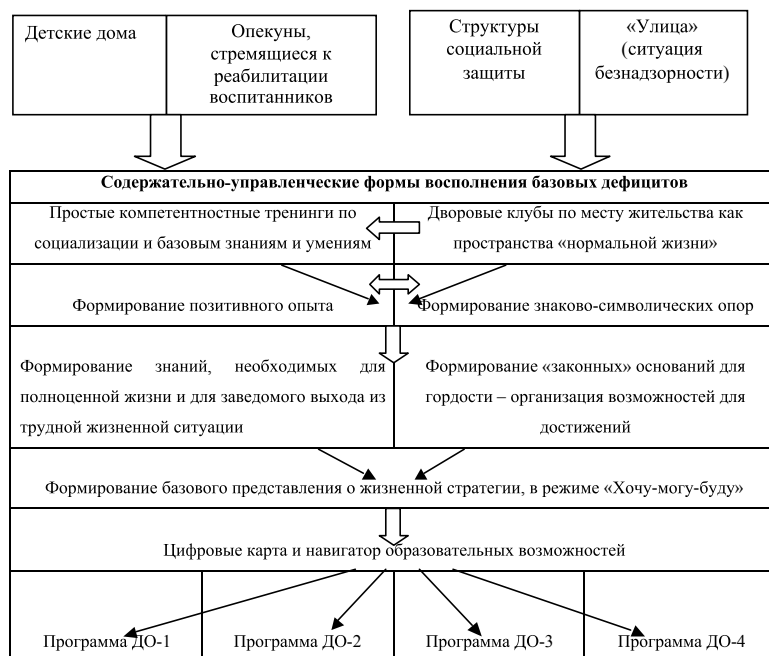 Детские дома
Опекуны,
стремящиеся к
реабилитации
воспитанников
Структуры
социальной
защиты
«Улица»
(ситуация
безнадзорности)
Содержательно-управленческие формы восполнения базовых дефицитов
Простые компетентностные тренинги по
социализации и базовым знаниям и умениям
Дворовые клубы по месту жительства как
пространства «нормальной жизни»
Формирование позитивного опыта
Формирование знаково-символических опор
Формирование знаний, необходимых для
полноценной жизни и для заведомого выхода из
трудной жизненной ситуации
Формирование «законных» оснований для
гордости – организация возможностей для
достижений
Формирование базового представления о жизненной стратегии, в режиме «Хочу-могу-буду»
Цифровые карта и навигатор образовательных возможностей
Программа ДО-1
Программа ДО-2
Программа ДО-3
Программа ДО-4